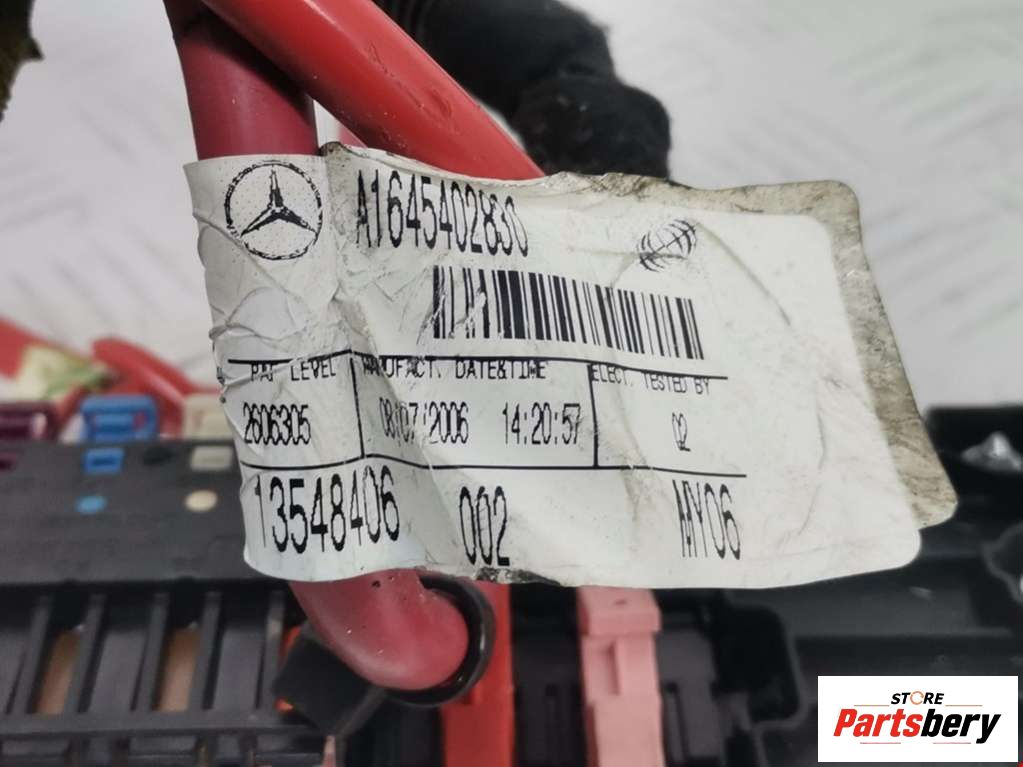 A1645402830
RAF LEVEL MANUFACT. DATE&TIME ELECT. TESTED BY
2606305 08/07/2006 14:20:57 02
13548406 002 MY06
STORE
Partsbery